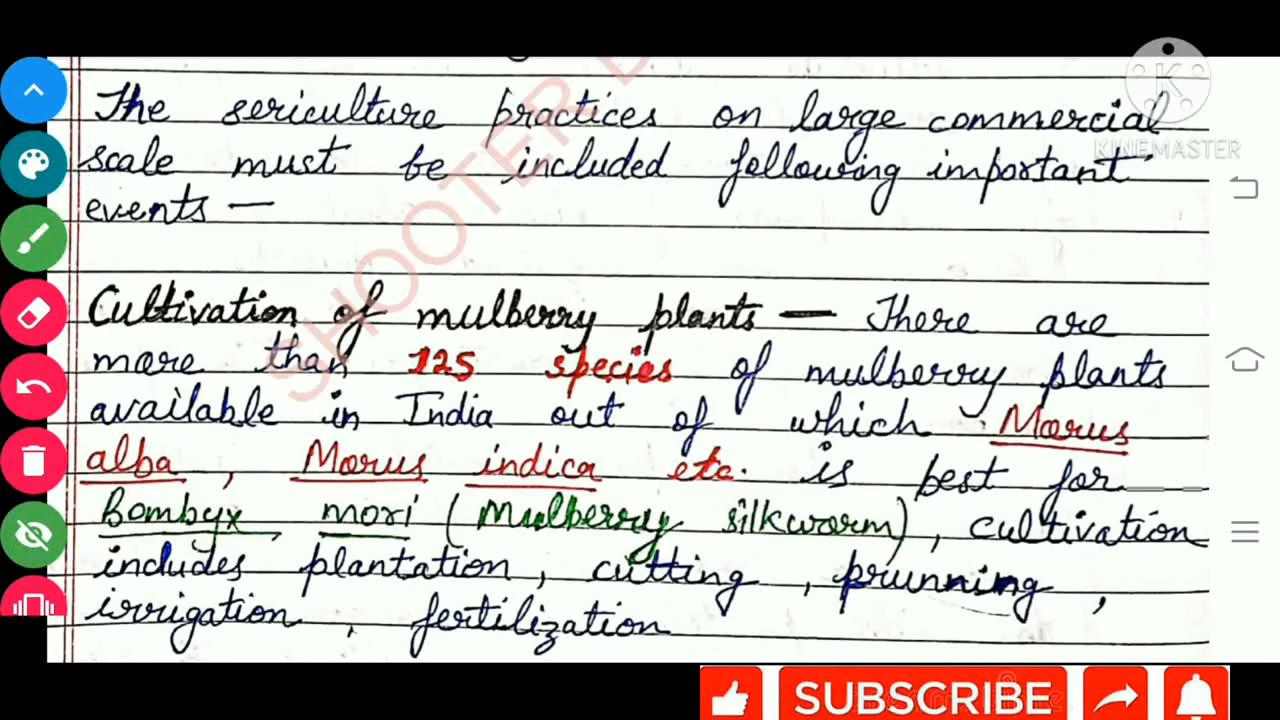 The sericulture practices on large commercial
scale must be included following important
events —
Cultivation of mulberry plants — There are
more than 125 species of mulberry plants
available in India out of which Morus
alba, Morus indica etc. is best for
Bombyx mori (Mulberry silkworm), cultivation
includes plantation, cutting, prunning,
irrigation, fertilization
SHOOTER
K
KINEMASTER
SUBSCRIBE